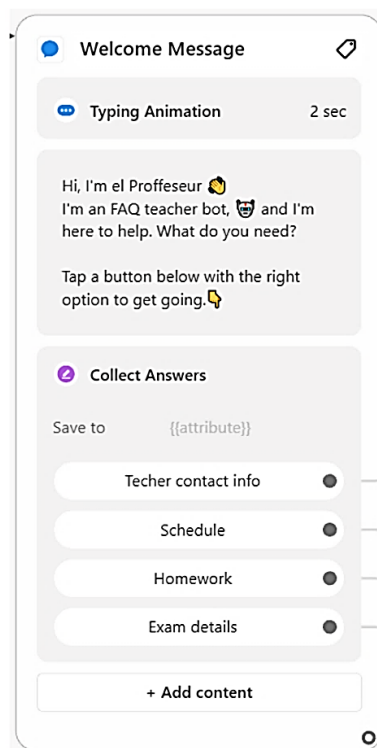 Welcome Message
Typing Animation 2 sec
Hi, I'm el Proffeseur 👋
I'm an FAQ teacher bot, 🤖 and I'm
here to help. What do you need?
Tap a button below with the right
option to get going.👇
Collect Answers
Save to {{attribute}}
Techer contact info
Schedule
Homework
Exam details
+ Add content